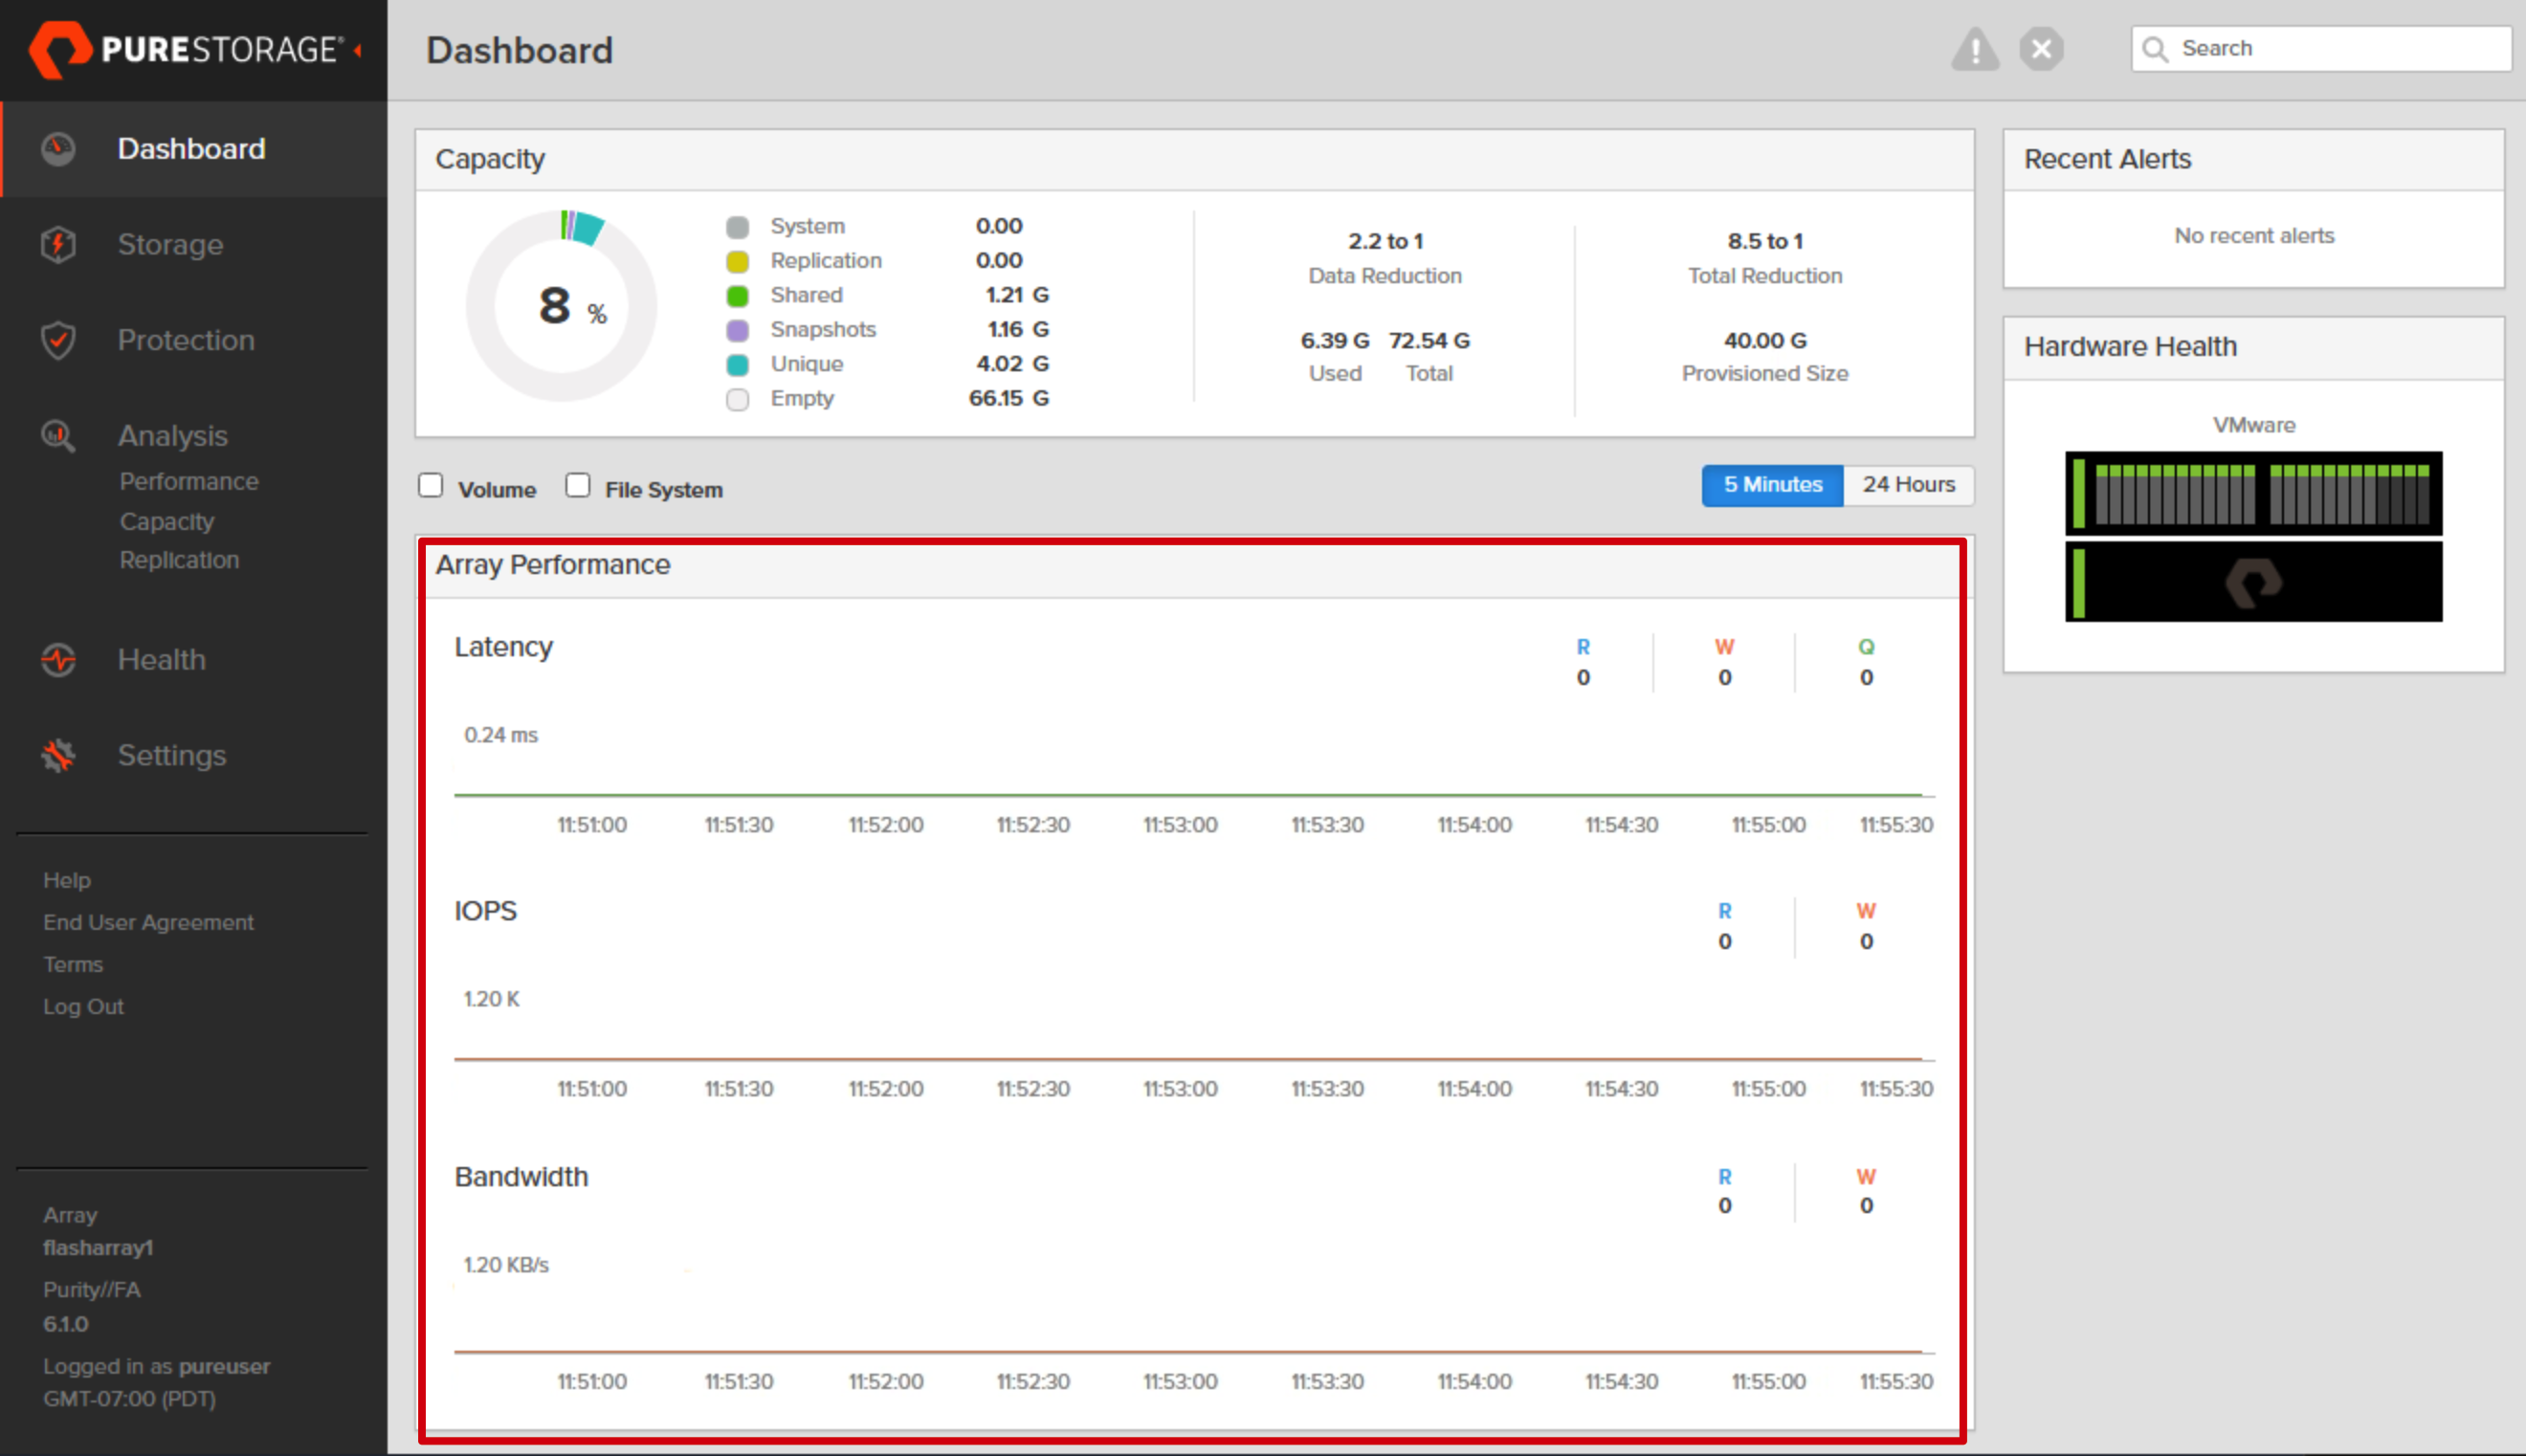 PURESTORAGE®
Dashboard
Search
Dashboard
Storage
Protection
Analysis
Performance
Capacity
Replication
Health
Settings
Help
End User Agreement
Terms
Log Out
Array
flasharray1
Purity//FA
6.1.0
Logged in as pureuser
GMT-07:00 (PDT)
Capacity
8 %
System 0.00
Replication 0.00
Shared 1.21 G
Snapshots 1.16 G
Unique 4.02 G
Empty 66.15 G
2.2 to 1
Data Reduction
6.39 G 72.54 G
Used Total
8.5 to 1
Total Reduction
40.00 G
Provisioned Size
Volume File System
5 Minutes 24 Hours
Array Performance
Latency
R W Q
0 0 0
0.24 ms
11:51:00 11:51:30 11:52:00 11:52:30 11:53:00 11:53:30 11:54:00 11:54:30 11:55:00 11:55:30
IOPS
R W
0 0
1.20 K
11:51:00 11:51:30 11:52:00 11:52:30 11:53:00 11:53:30 11:54:00 11:54:30 11:55:00 11:55:30
Bandwidth
R W
0 0
1.20 KB/s
11:51:00 11:51:30 11:52:00 11:52:30 11:53:00 11:53:30 11:54:00 11:54:30 11:55:00 11:55:30
Recent Alerts
No recent alerts
Hardware Health
VMware